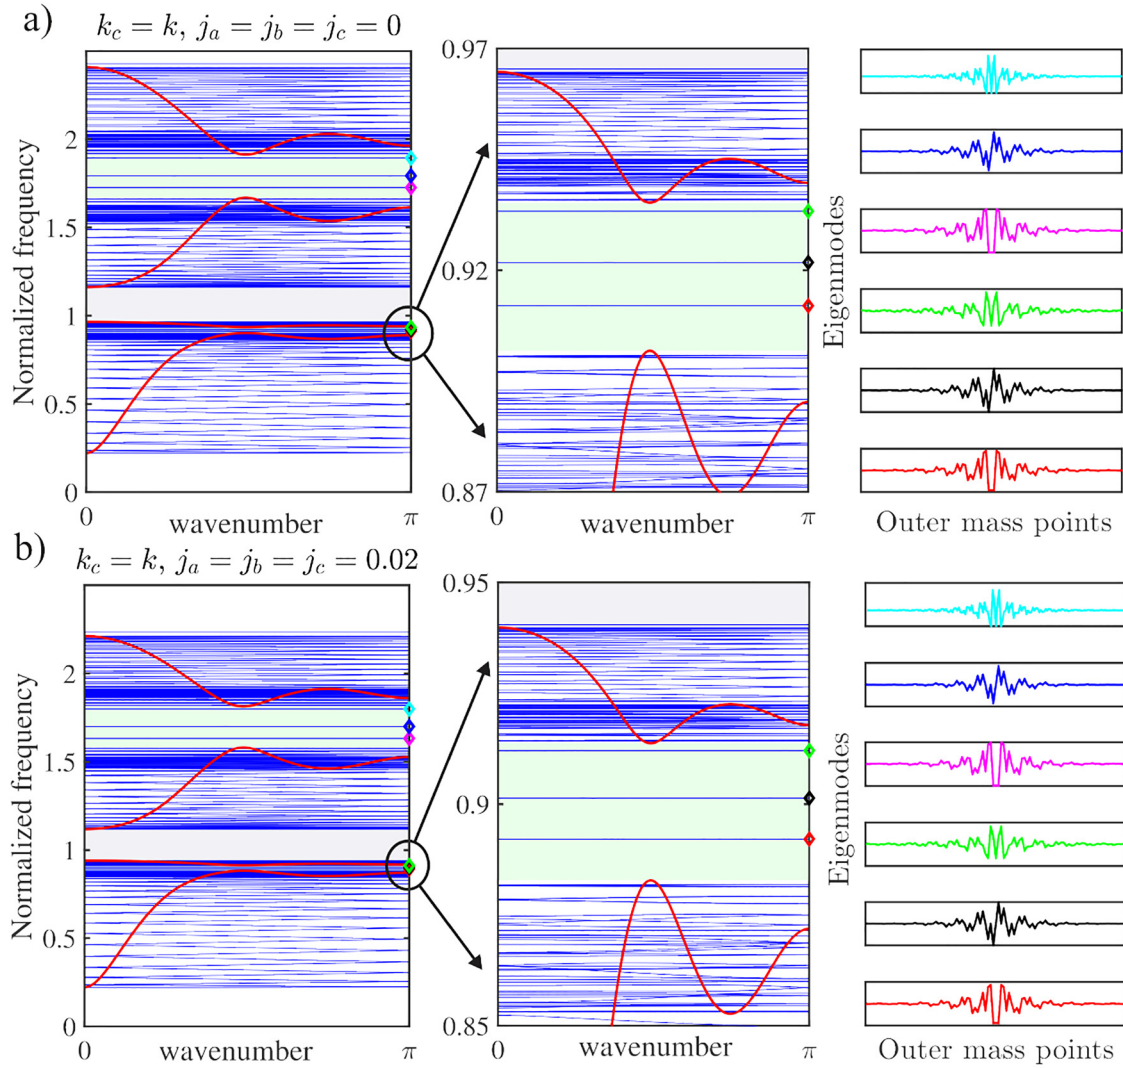 a)
k_c = k, j_a = j_b = j_c = 0
Normalized frequency
2
1.5
1
0.5
0
0
wavenumber
π
0.97
0.92
0.87
0
wavenumber
π
Eigenmodes
Outer mass points
b)
k_c = k, j_a = j_b = j_c = 0.02
Normalized frequency
2
1.5
1
0.5
0
0
wavenumber
π
0.95
0.9
0.85
0
wavenumber
π
Eigenmodes
Outer mass points